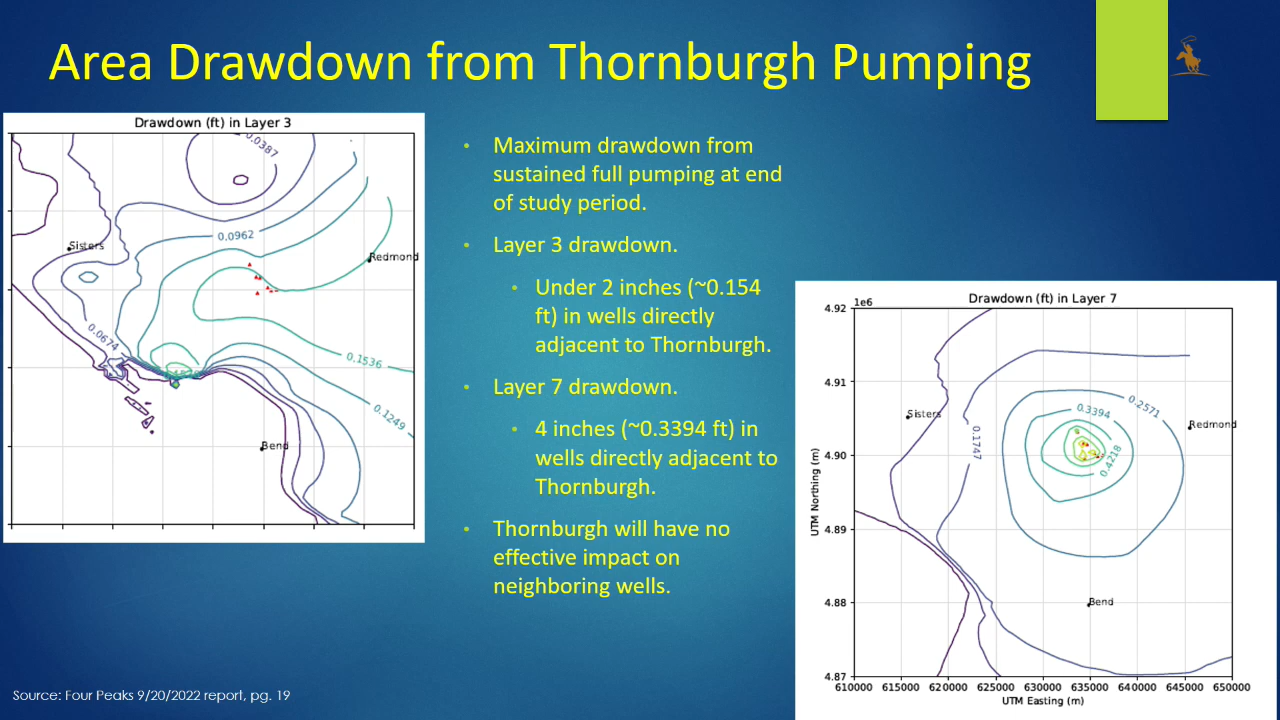 Area Drawdown from Thornburgh Pumping
Drawdown (ft) in Layer 3
0.0387
0.0962
Sisters
Redmond
0.0674
0.1536
0.1249
Bend
• Maximum drawdown from
sustained full pumping at end
of study period.
• Layer 3 drawdown.
• Under 2 inches (~0.154
ft) in wells directly
adjacent to Thornburgh.
• Layer 7 drawdown.
• 4 inches (~0.3394 ft) in
wells directly adjacent to
Thornburgh.
• Thornburgh will have no
effective impact on
neighboring wells.
Drawdown (ft) in Layer 7
1e6
4.92
4.91
4.90
4.89
4.88
4.87
UTM Northing (m)
Sisters
Redmond
0.2571
0.3394
0.4218
0.1747
Bend
610000 615000 620000 625000 630000 635000 640000 645000 650000
UTM Easting (m)
Source: Four Peaks 9/20/2022 report, pg. 19